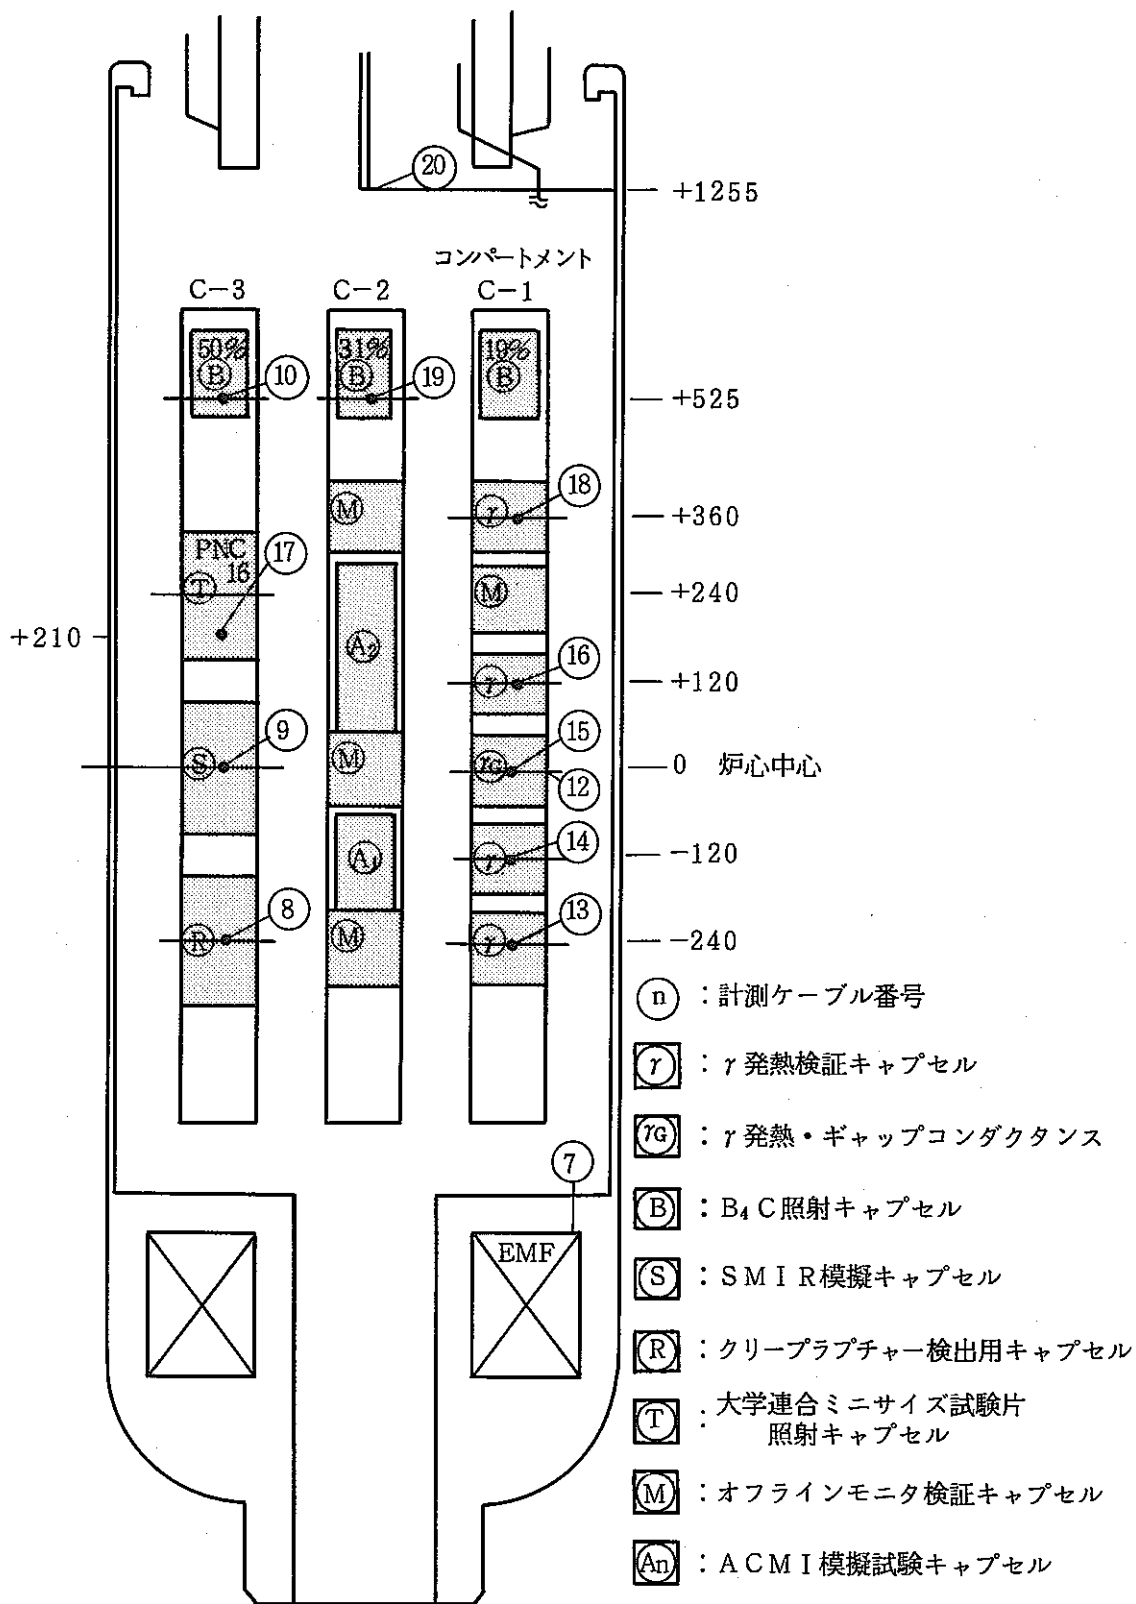 ⑳
+1255
コンパートメント
C-3
C-2
C-1
50%
31%
19%
Ⓑ
⑩
Ⓑ
⑲
Ⓑ
+525
⑱
Ⓜ
γ
+360
PNC
16
⑰
Ⓣ
Ⓜ
+240
+210
A₂
⑯
γ
+120
⑨
⑮
Ⓢ
Ⓜ
γG
0 炉心中心
⑫
⑭
A₁
γ
-120
⑧
⑬
Ⓡ
Ⓜ
γ
-240
ⓝ：計測ケーブル番号
γ：γ発熱検証キャプセル
γG：γ発熱・ギャップコンダクタンス
⑦
EMF
Ⓑ：B₄C照射キャプセル
Ⓢ：SMIR模擬キャプセル
Ⓡ：クリープラプチャー検出用キャプセル
Ⓣ：大学連合ミニサイズ試験片
照射キャプセル
Ⓜ：オフラインモニタ検証キャプセル
An：ACMI模擬試験キャプセル